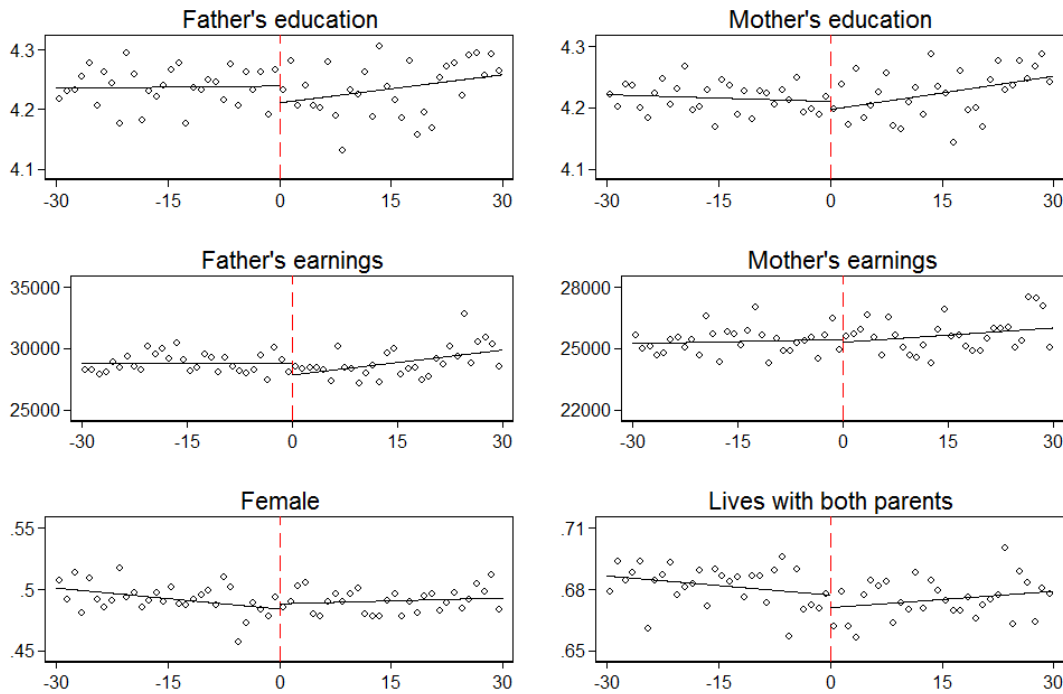 Father's education
4.3
4.2
4.1
-30 -15 0 15 30
Mother's education
4.3
4.2
4.1
-30 -15 0 15 30
Father's earnings
35000
30000
25000
-30 -15 0 15 30
Mother's earnings
28000
25000
22000
-30 -15 0 15 30
Female
.55
.5
.45
-30 -15 0 15 30
Lives with both parents
.71
.68
.65
-30 -15 0 15 30